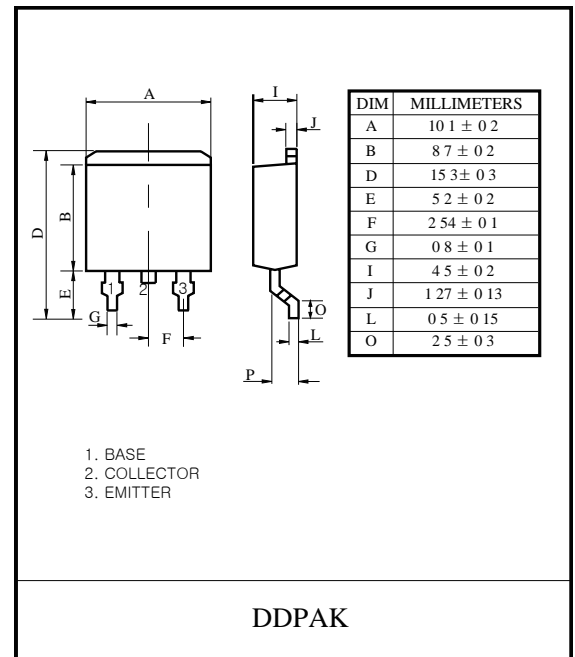 A
I
J
D
B
E
1
2
3
G
F
O
L
P
DIM MILLIMETERS
A 10 1 ± 0 2
B 8 7 ± 0 2
D 15 3± 0 3
E 5 2 ± 0 2
F 2 54 ± 0 1
G 0 8 ± 0 1
I 4 5 ± 0 2
J 1 27 ± 0 13
L 0 5 ± 0 15
O 2 5 ± 0 3
1. BASE
2. COLLECTOR
3. EMITTER
DDPAK